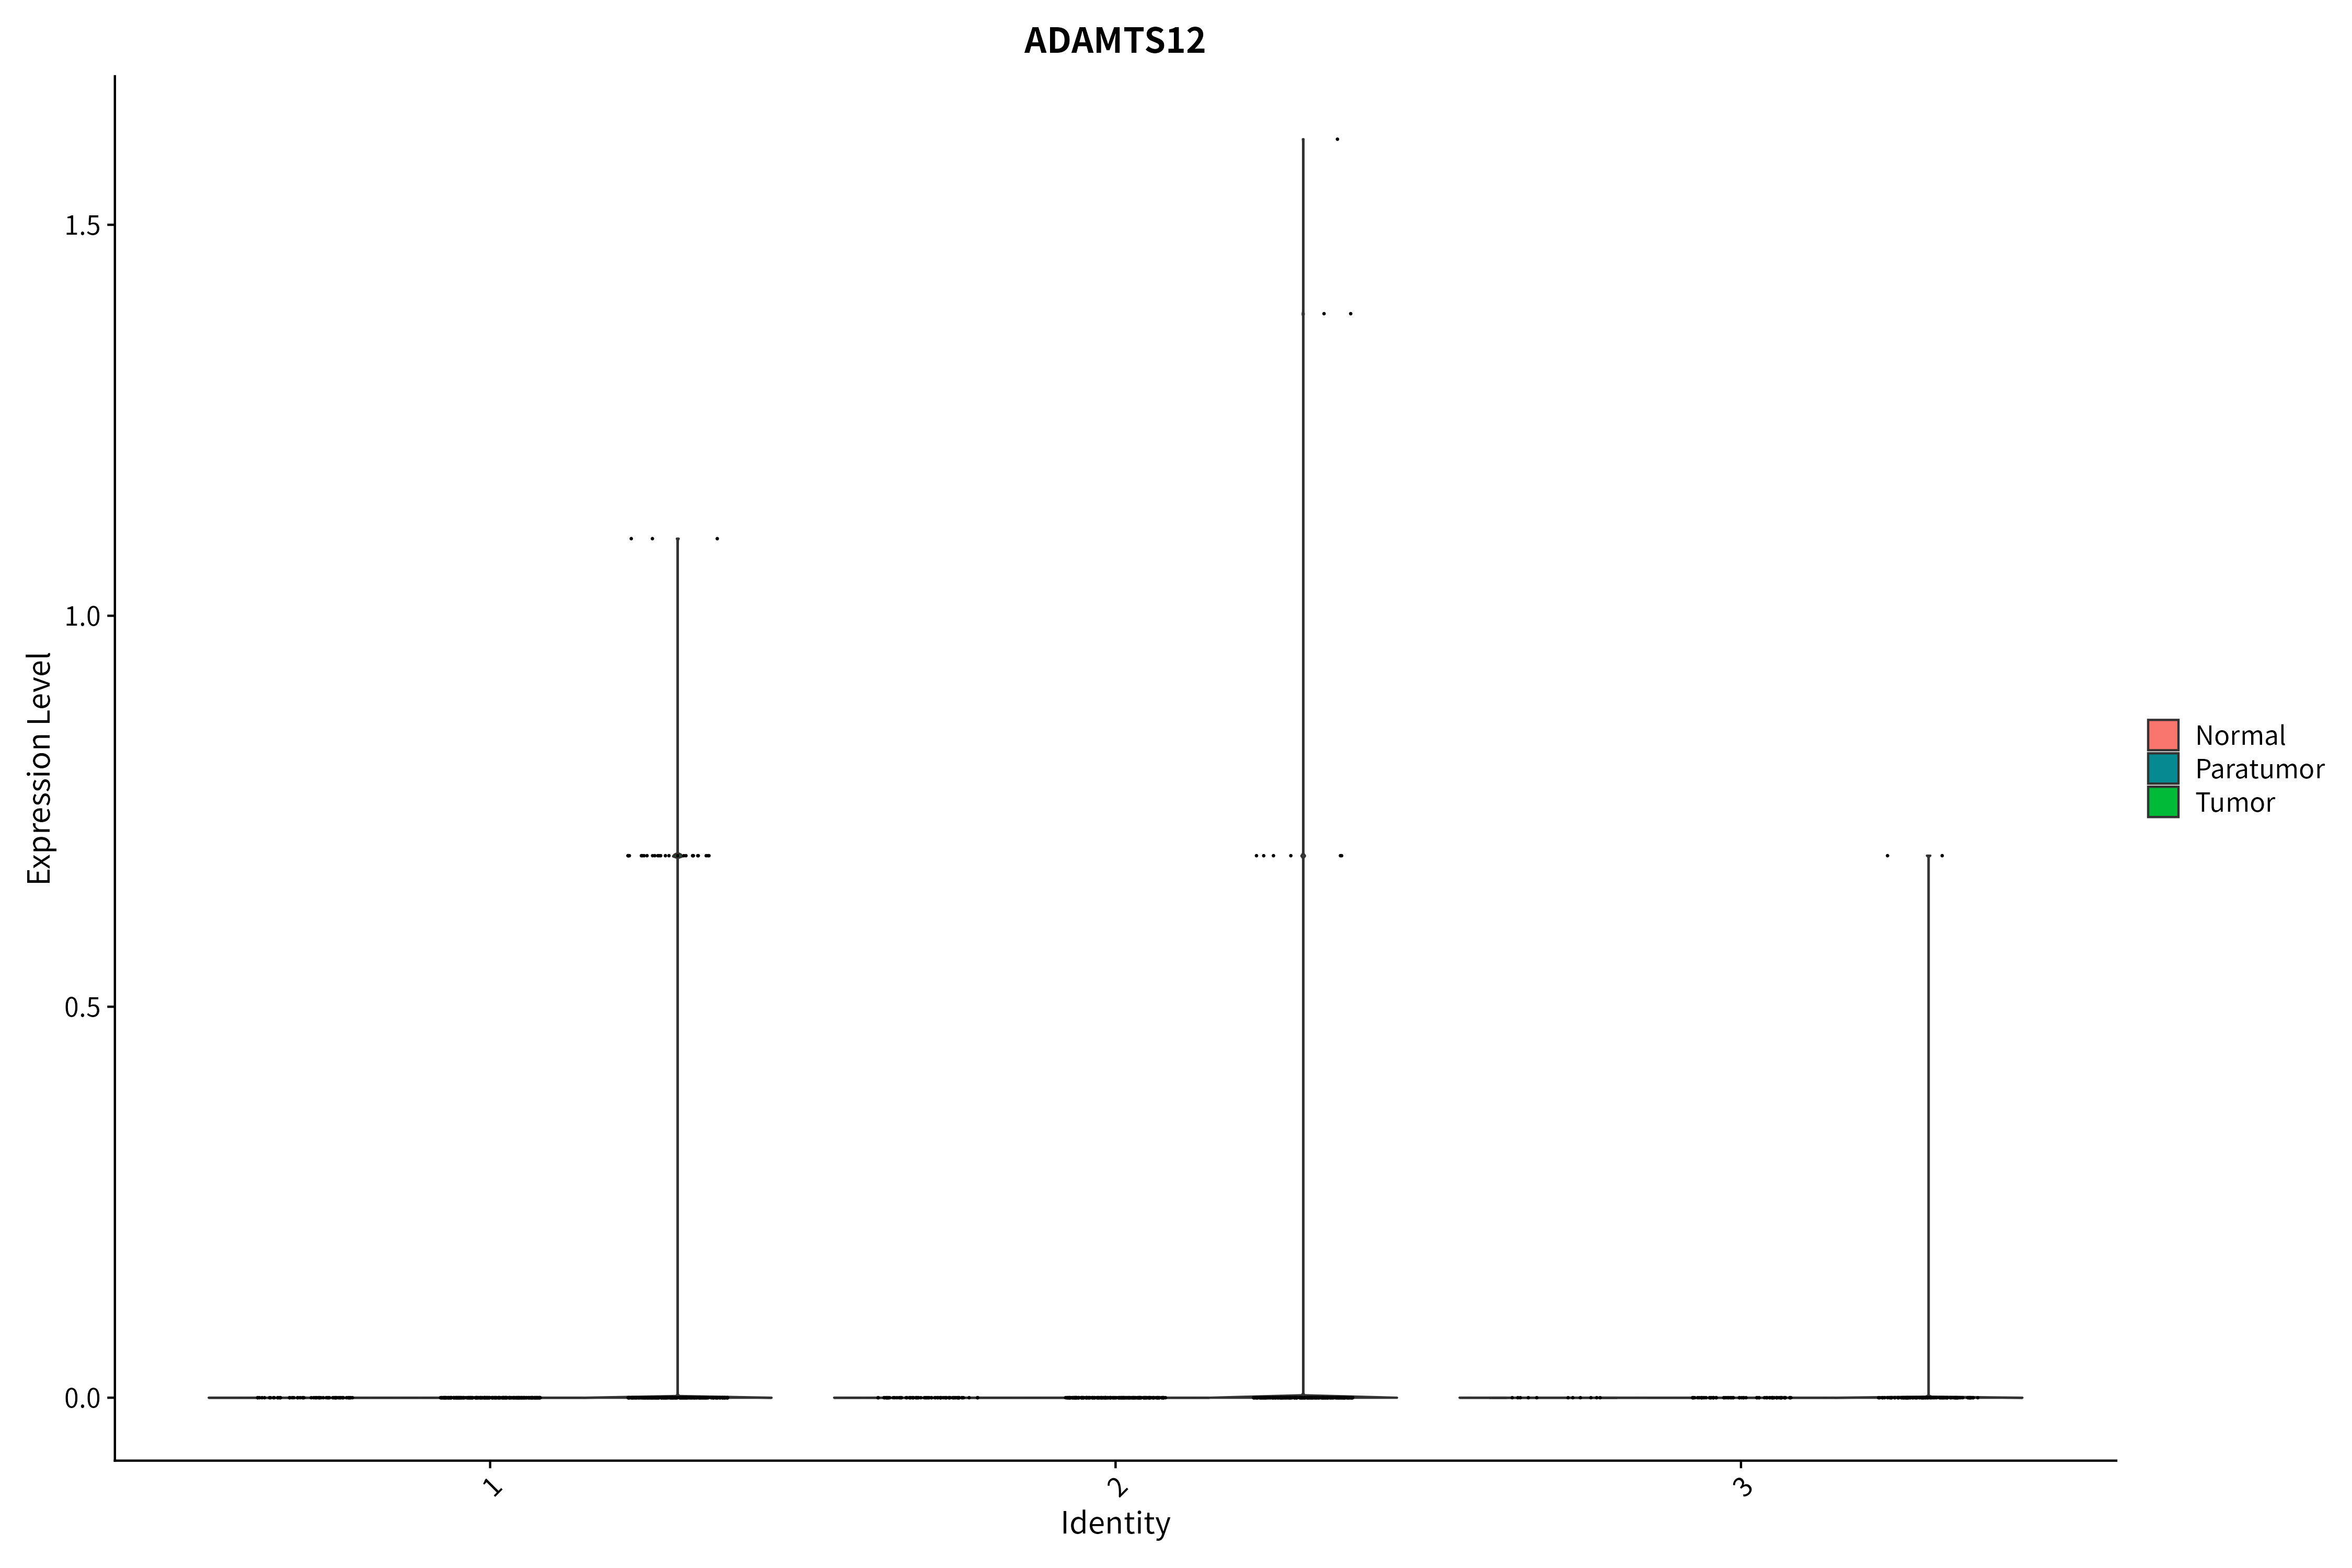 ADAMTS12
Expression Level
1.5
1.0
0.5
0.0
1
2
3
Identity
Normal
Paratumor
Tumor